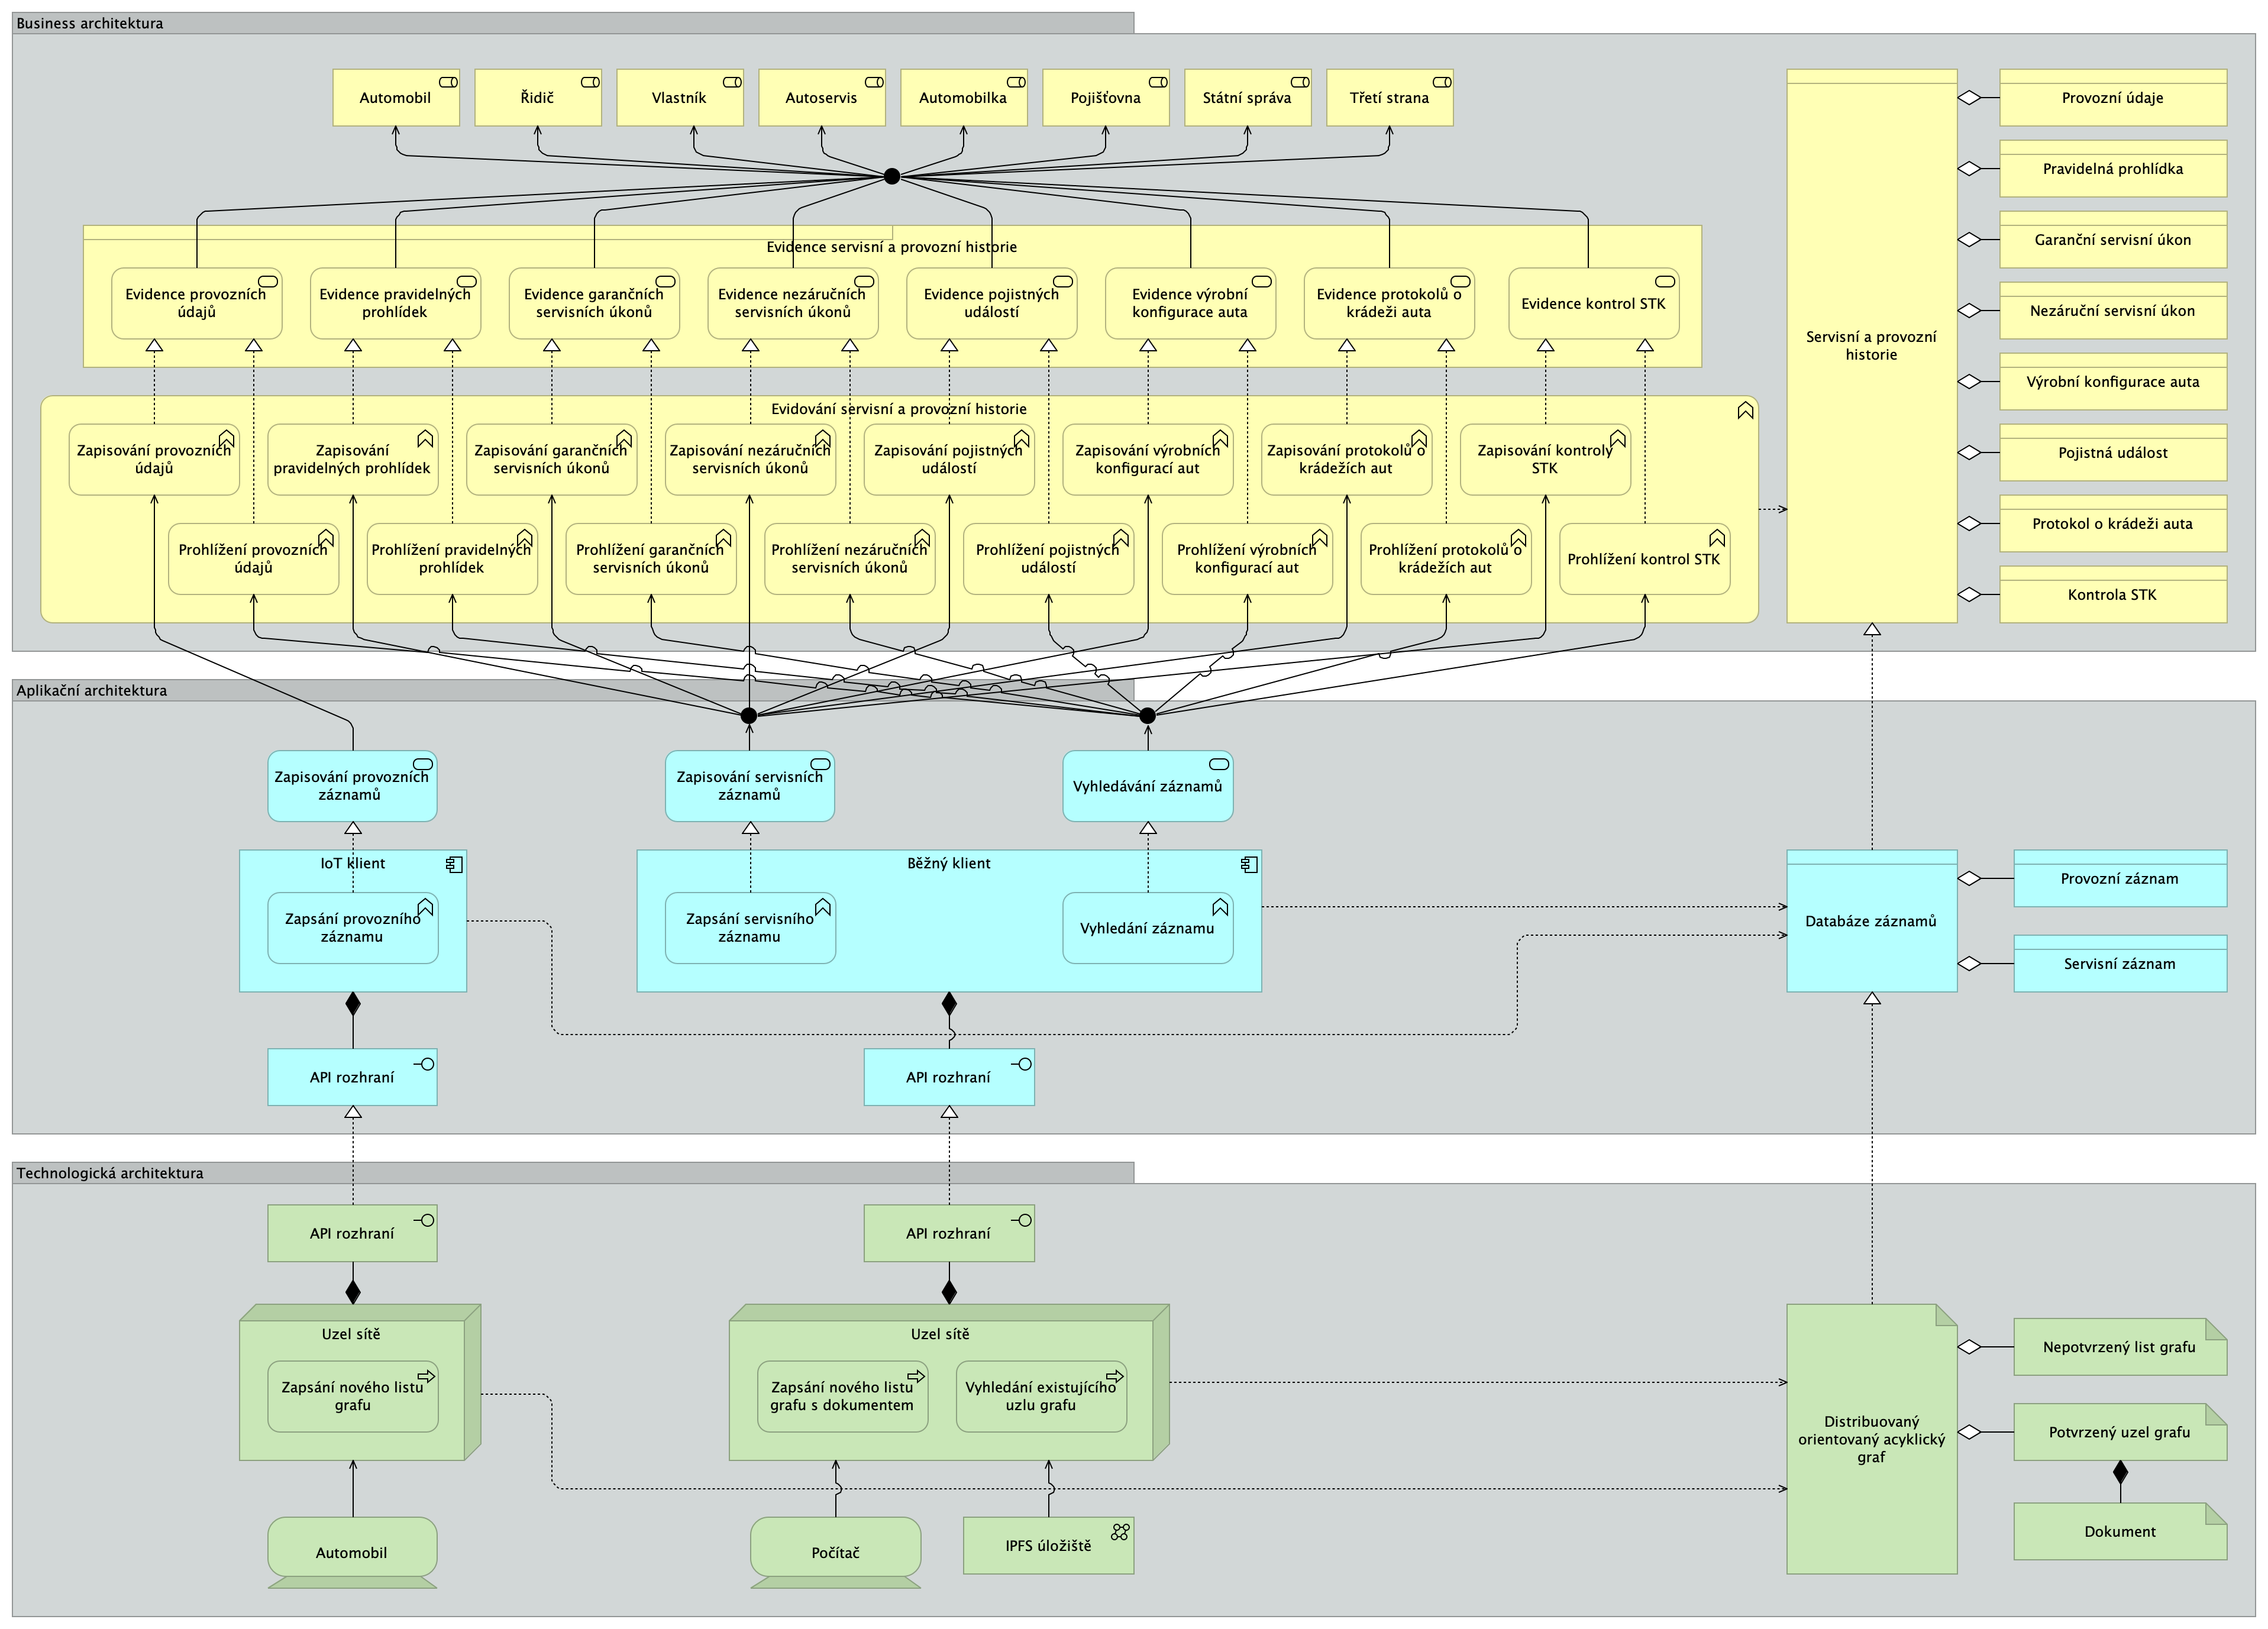 Business architektura
Automobil
Řidič
Vlastník
Autoservis
Automobilka
Pojišťovna
Státní správa
Třetí strana
Evidence servisní a provozní historie
Evidence provozních
údajů
Evidence pravidelných
prohlídek
Evidence garančních
servisních úkonů
Evidence nezáručních
servisních úkonů
Evidence pojistných
událostí
Evidence výrobní
konfigurace auta
Evidence protokolů o
krádeži auta
Evidence kontrol STK
Evidování servisní a provozní historie
Zapisování provozních
údajů
Zapisování
pravidelných prohlídek
Zapisování garančních
servisních úkonů
Zapisování nezáručních
servisních úkonů
Zapisování pojistných
událostí
Zapisování výrobních
konfigurací aut
Zapisování protokolů o
krádežích aut
Zapisování kontroly
STK
Prohlížení provozních
údajů
Prohlížení pravidelných
prohlídek
Prohlížení garančních
servisních úkonů
Prohlížení nezáručních
servisních úkonů
Prohlížení pojistných
událostí
Prohlížení výrobních
konfigurací aut
Prohlížení protokolů o
krádežích aut
Prohlížení kontrol STK
Servisní a provozní
historie
Provozní údaje
Pravidelná prohlídka
Garanční servisní úkon
Nezáruční servisní úkon
Výrobní konfigurace auta
Pojistná událost
Protokol o krádeži auta
Kontrola STK
Aplikační architektura
Zapisování provozních
záznamů
Zapisování servisních
záznamů
Vyhledávání záznamů
IoT klient
Zapsání provozního
záznamu
Běžný klient
Zapsání servisního
záznamu
Vyhledání záznamu
Databáze záznamů
Provozní záznam
Servisní záznam
API rozhraní
API rozhraní
Technologická architektura
API rozhraní
API rozhraní
Uzel sítě
Zapsání nového listu
grafu
Uzel sítě
Zapsání nového listu
grafu s dokumentem
Vyhledání existujícího
uzlu grafu
Automobil
Počítač
IPFS úložiště
Distribuovaný
orientovaný acyklický
graf
Nepotvrzený list grafu
Potvrzený uzel grafu
Dokument